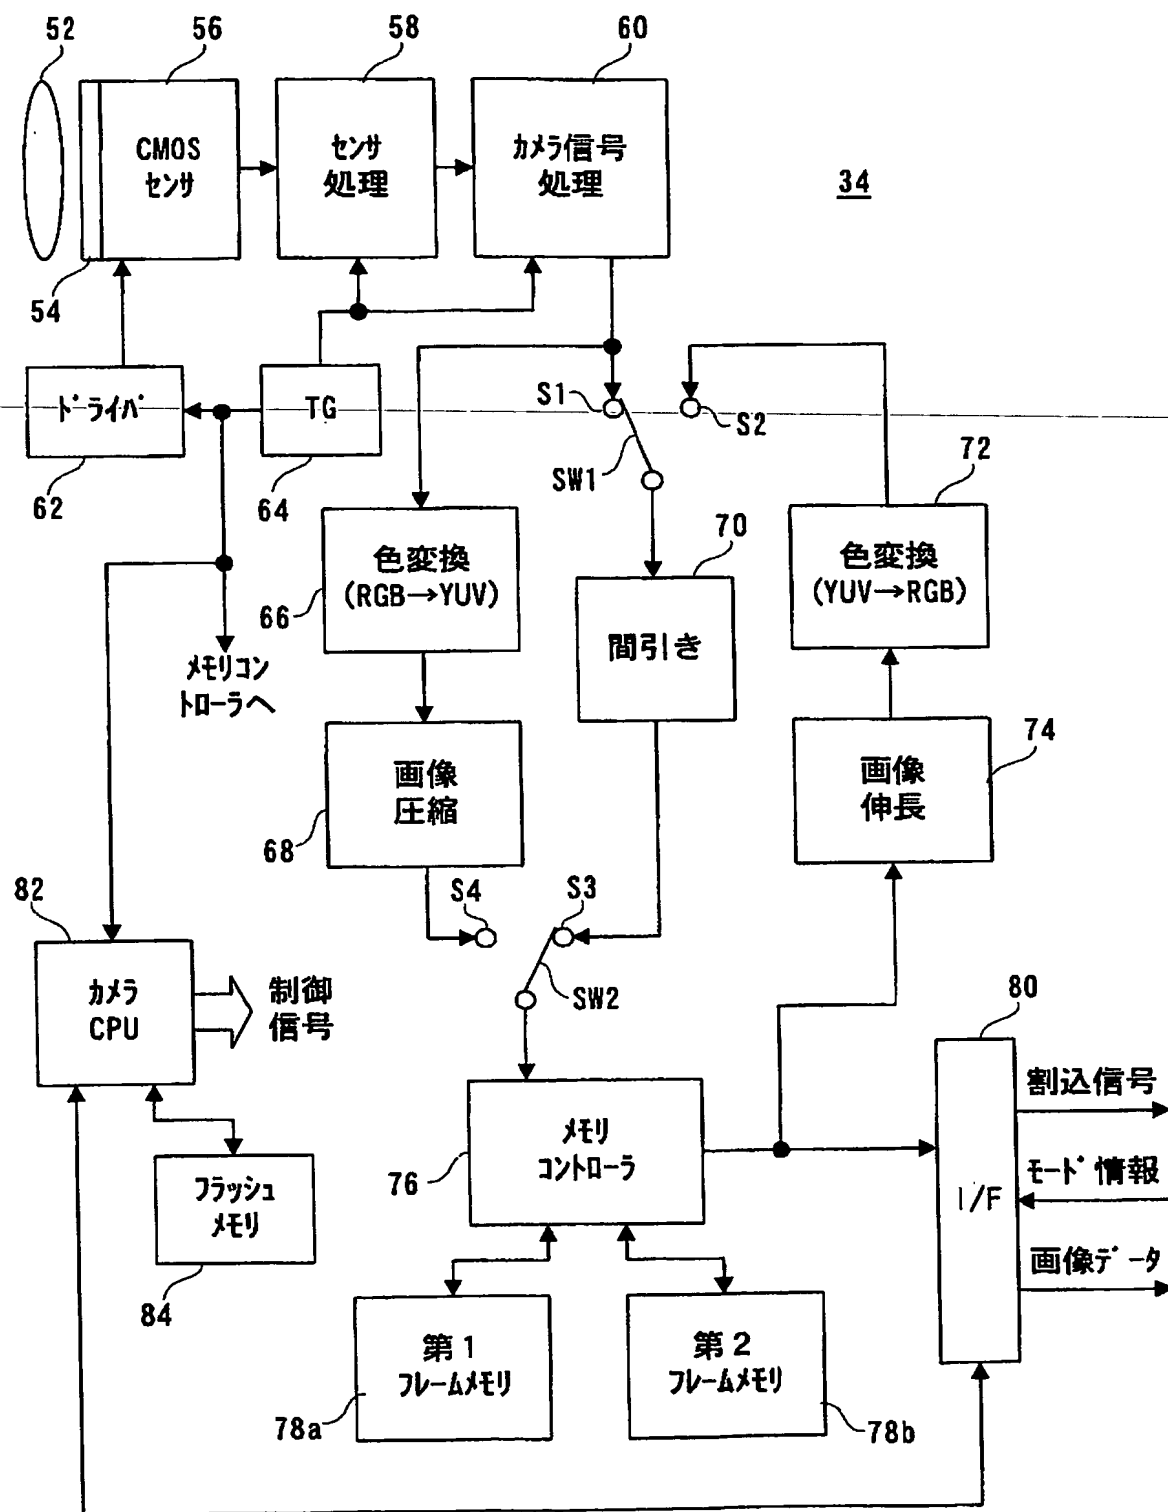 52
56
58
60
CMOS
センサ
センサ
処理
カメラ信号
処理
34
54
ドライバ
TG
S1
S2
SW1
62
64
72
70
色変換
(RGB→YUV)
66
色変換
(YUV→RGB)
間引き
メモリコン
トローラへ
74
画像
圧縮
画像
伸長
68
82
S4
S3
カメラ
CPU
制御
信号
SW2
80
割込信号
メモリ
コントローラ
76
モード情報
I/F
フラッシュ
メモリ
画像データ
84
第1
フレームメモリ
第2
フレームメモリ
78a
78b